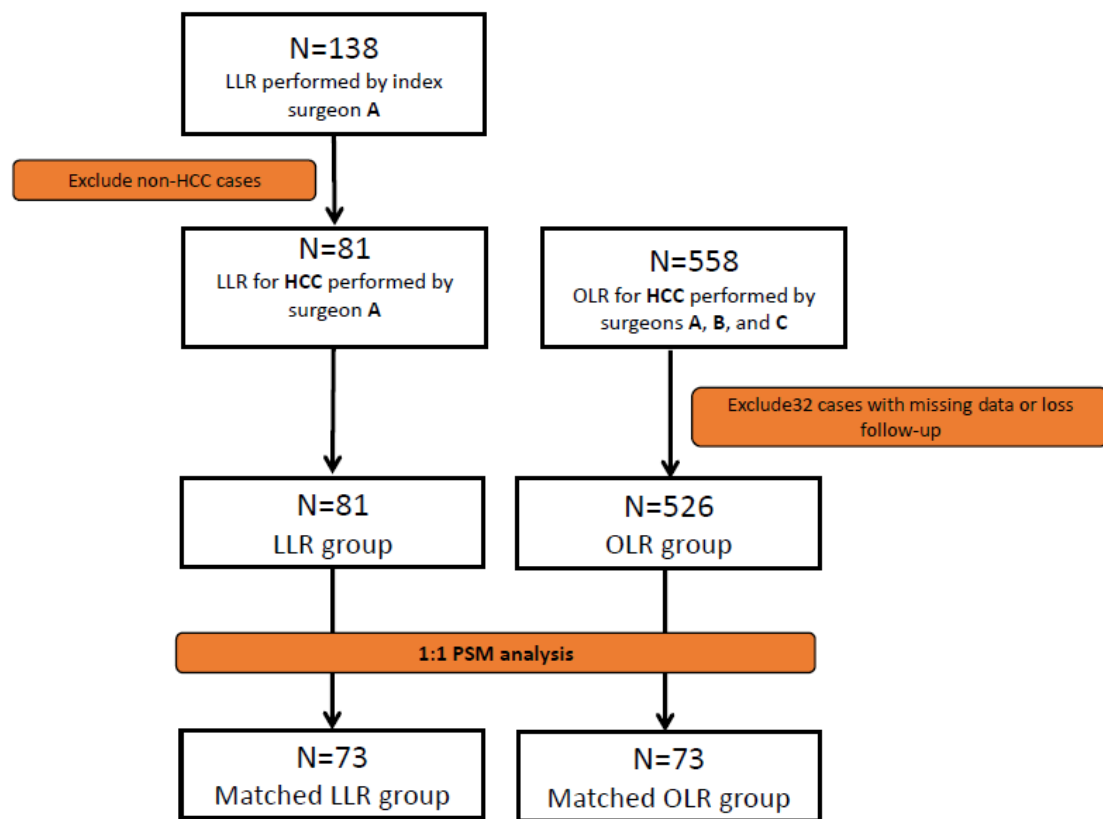 N=138
LLR performed by index
surgeon A
Exclude non-HCC cases
N=81
LLR for HCC performed by
surgeon A
N=558
OLR for HCC performed by
surgeons A, B, and C
Exclude32 cases with missing data or loss
follow-up
N=81
LLR group
N=526
OLR group
1:1 PSM analysis
N=73
Matched LLR group
N=73
Matched OLR group